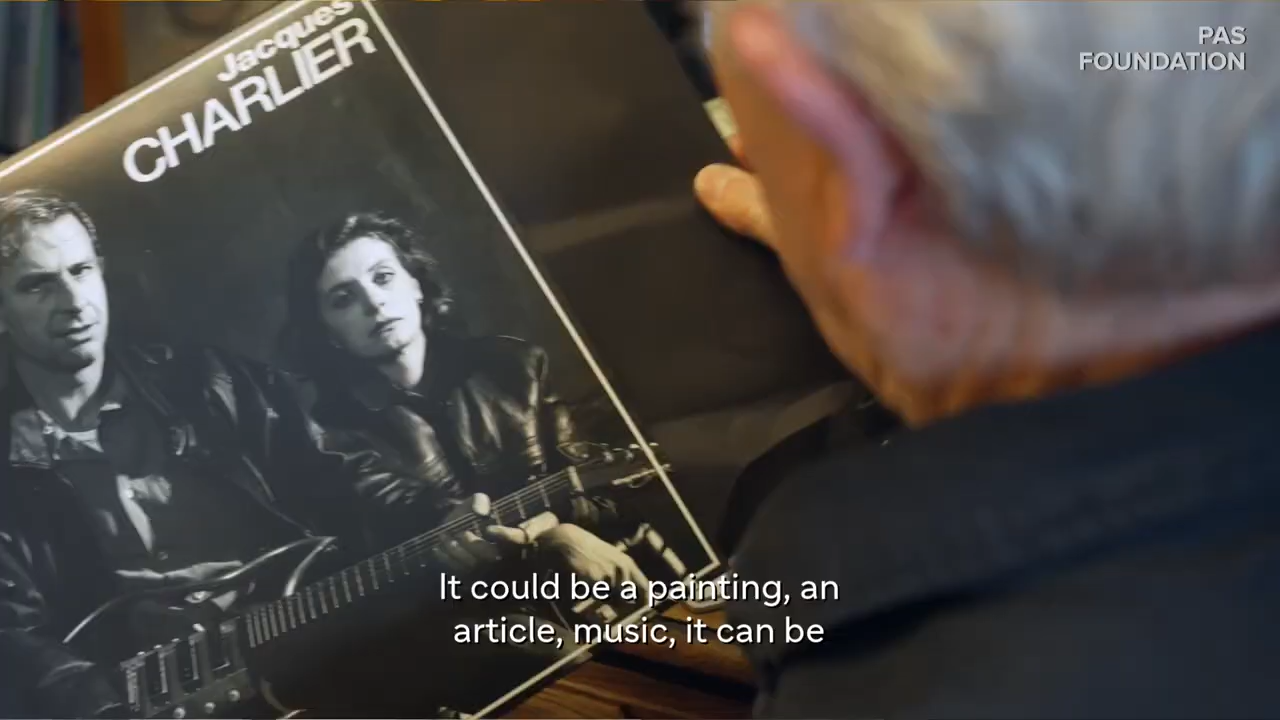 Jacques
CHARLIER
PAS
FOUNDATION
It could be a painting, an
article, music, it can be